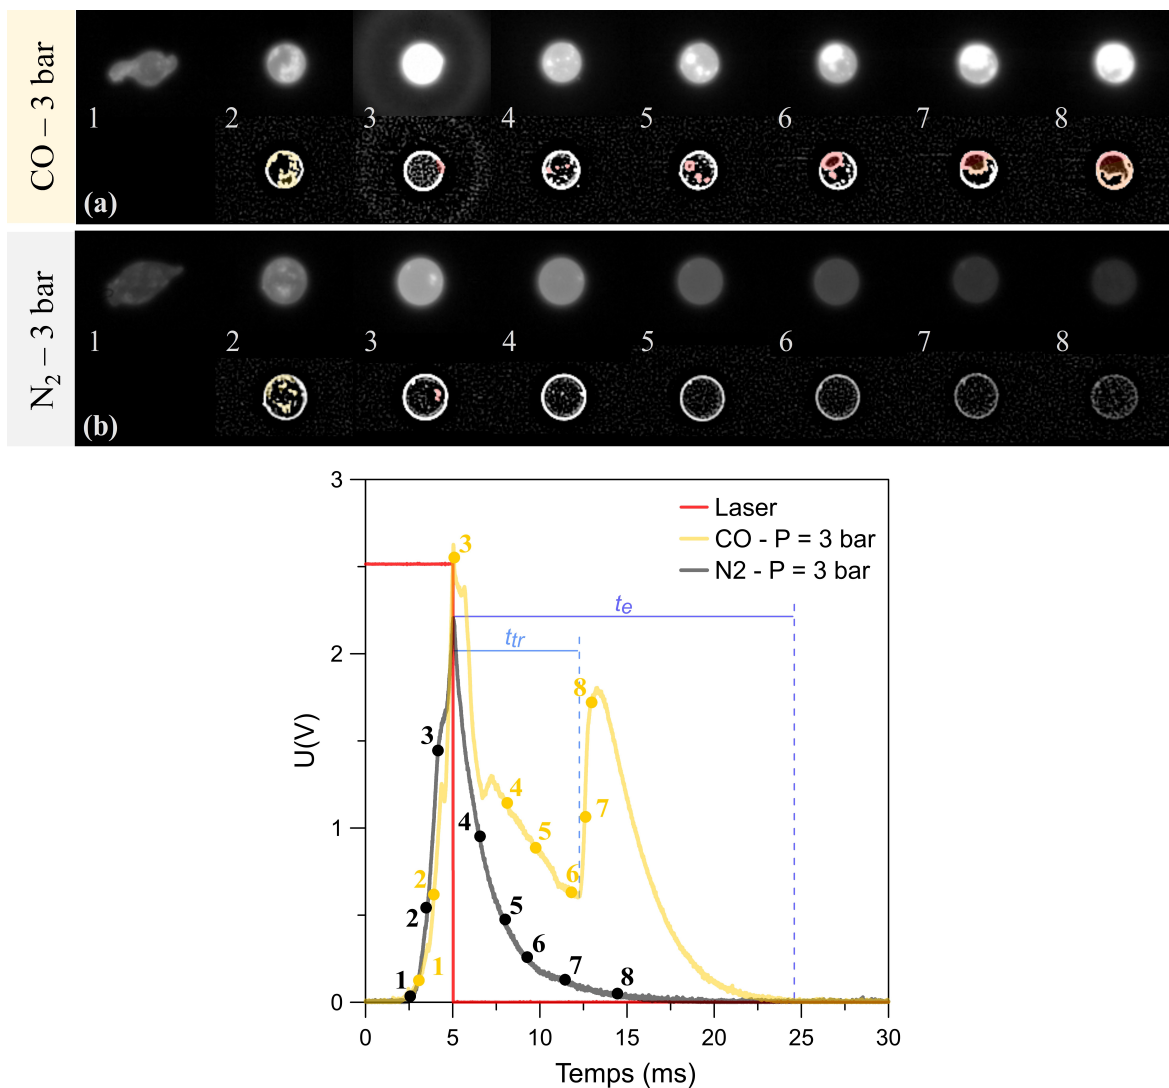 CO – 3 bar
1 2 3 4 5 6 7 8
(a)
N₂ – 3 bar
1 2 3 4 5 6 7 8
(b)
3
Laser
CO - P = 3 bar
N2 - P = 3 bar
3
te
ttr
2
8
3
U(V)
4
7
1
4
5
2
6
2
5
6
1
1
7
8
0
0 5 10 15 20 25 30
Temps (ms)